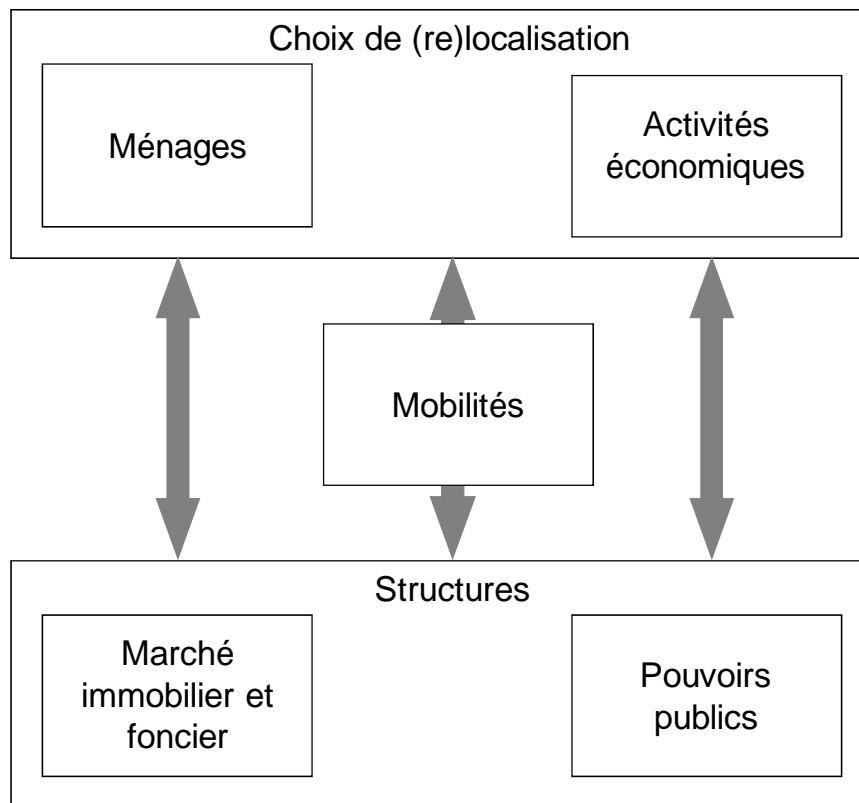 Choix de (re)localisation
Ménages
Activités
économiques
Mobilités
Structures
Marché
immobilier et
foncier
Pouvoirs
publics